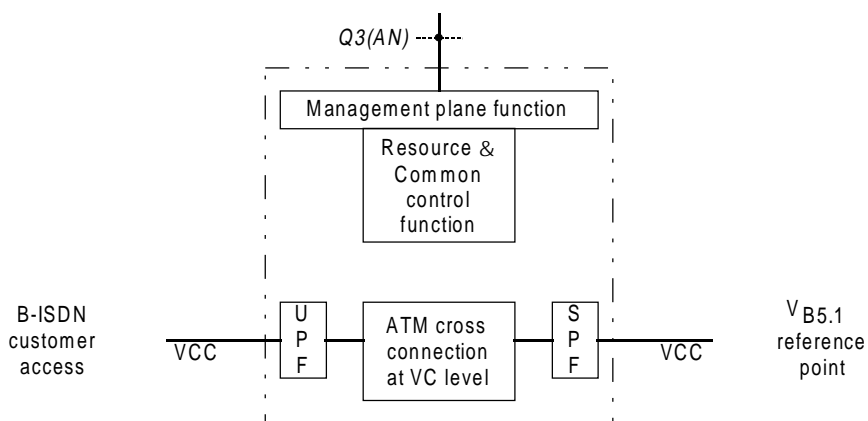 Q3(AN)
Management plane function
Resource &
Common
control
function
B-ISDN
customer
access
VCC
U
P
F
ATM cross
connection
at VC level
S
P
F
VCC
VB5.1
reference
point